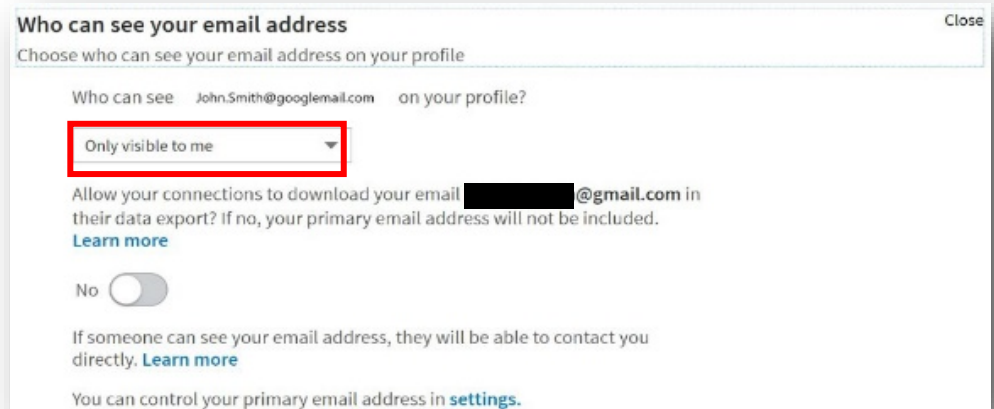 Who can see your email address
Close
Choose who can see your email address on your profile
Who can see John.Smith@googlemail.com on your profile?
Only visible to me
Allow your connections to download your email @gmail.com in
their data export? If no, your primary email address will not be included.
Learn more
No
If someone can see your email address, they will be able to contact you
directly. Learn more
You can control your primary email address in settings.